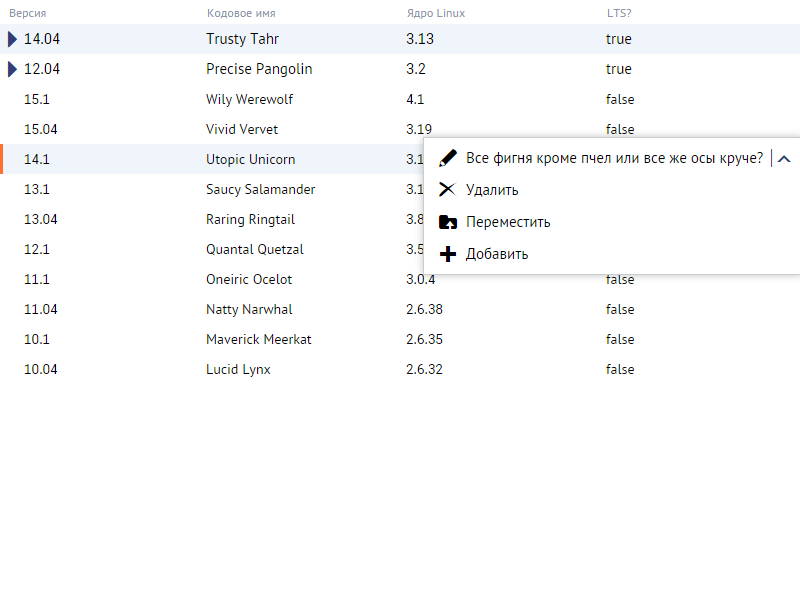 Версия Кодовое имя Ядро Linux LTS?
14.04 Trusty Tahr 3.13 true
12.04 Precise Pangolin 3.2 true
15.1 Wily Werewolf 4.1 false
15.04 Vivid Vervet 3.19 false
14.1 Utopic Unicorn
Все фигня кроме пчел или все же осы круче?
13.1 Saucy Salamander
Удалить
13.04 Raring Ringtail 3.8
Переместить
12.1 Quantal Quetzal 3.5
Добавить
11.1 Oneiric Ocelot 3.0.4 false
11.04 Natty Narwhal 2.6.38 false
10.1 Maverick Meerkat 2.6.35 false
10.04 Lucid Lynx 2.6.32 false